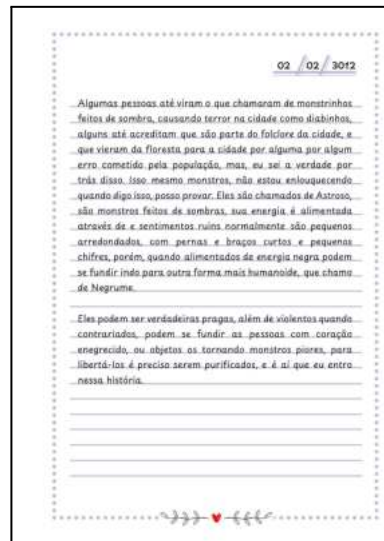 02 / 02 / 3012
Algumas pessoas até viram o que chamaram de monstrinhos
feitos de sombra, causando terror na cidade como diabinhos,
alguns até acreditam que são parte do folclore da cidade, e
que vieram da floresta para a cidade por alguma por algum
erro cometido pela população, mas, eu sei a verdade por
trás disso. Isso mesmo monstros, não estou enlouquecendo
quando digo isso, posso provar. Eles são chamados de Astroso,
são monstros feitos de sombras, sua energia é alimentada
através de e sentimentos ruins normalmente são pequenos
arredondados, com pernas e braços curtos e pequenos
chifres, porém, quando alimentados de energia negra podem
se fundir indo para outra forma mais humanoide, que chamo
de Negrume.
Eles podem ser verdadeiras pragas, além de violentos quando
contrariados, podem se fundir as pessoas com coração
enegrecido, ou objetos os tornando monstros piores, para
libertá-los é preciso serem purificados, e é aí que eu entro
nessa história.